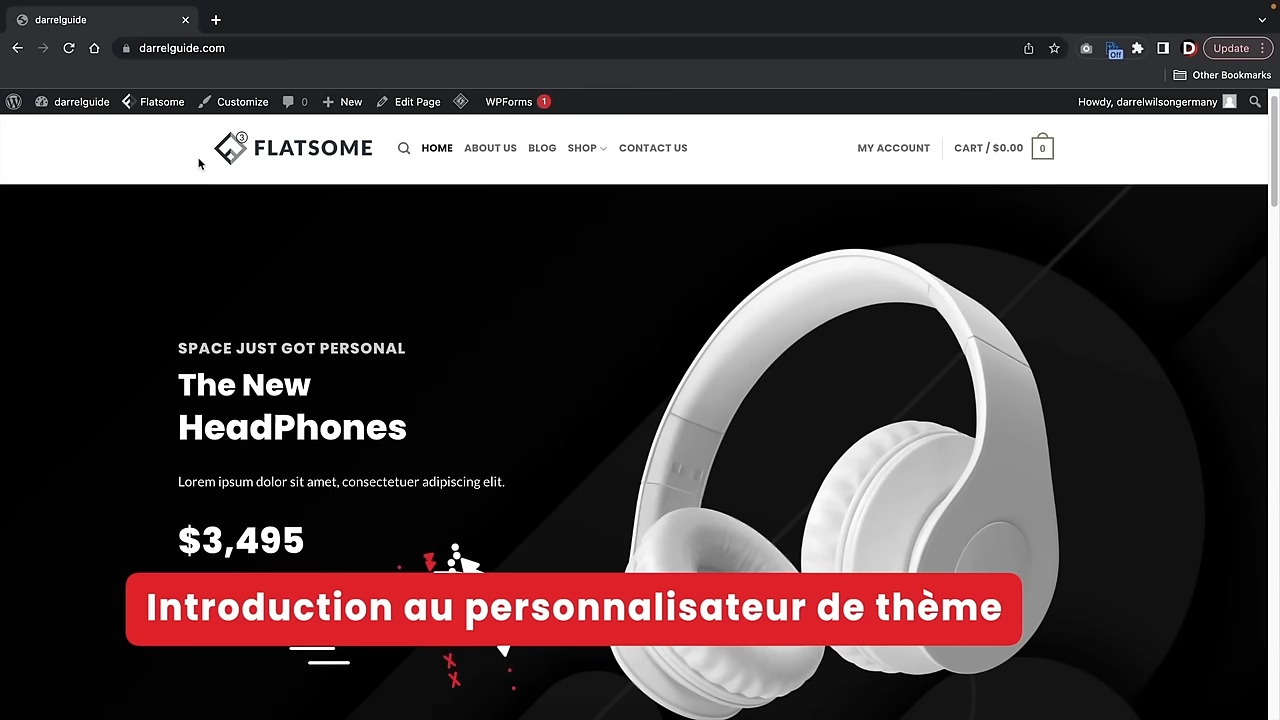 darrelguide
darrelguide.com
Update
Off
Other Bookmarks
darrelguide Flatsome Customize 0 New Edit Page WPForms 1 Howdy, darrelwilsongermany
3 FLATSOME HOME ABOUT US BLOG SHOP CONTACT US MY ACCOUNT CART / $0.00 0
SPACE JUST GOT PERSONAL
The New
HeadPhones
Lorem ipsum dolor sit amet, consectetuer adipiscing elit.
$3,495
Introduction au personnalisateur de thème